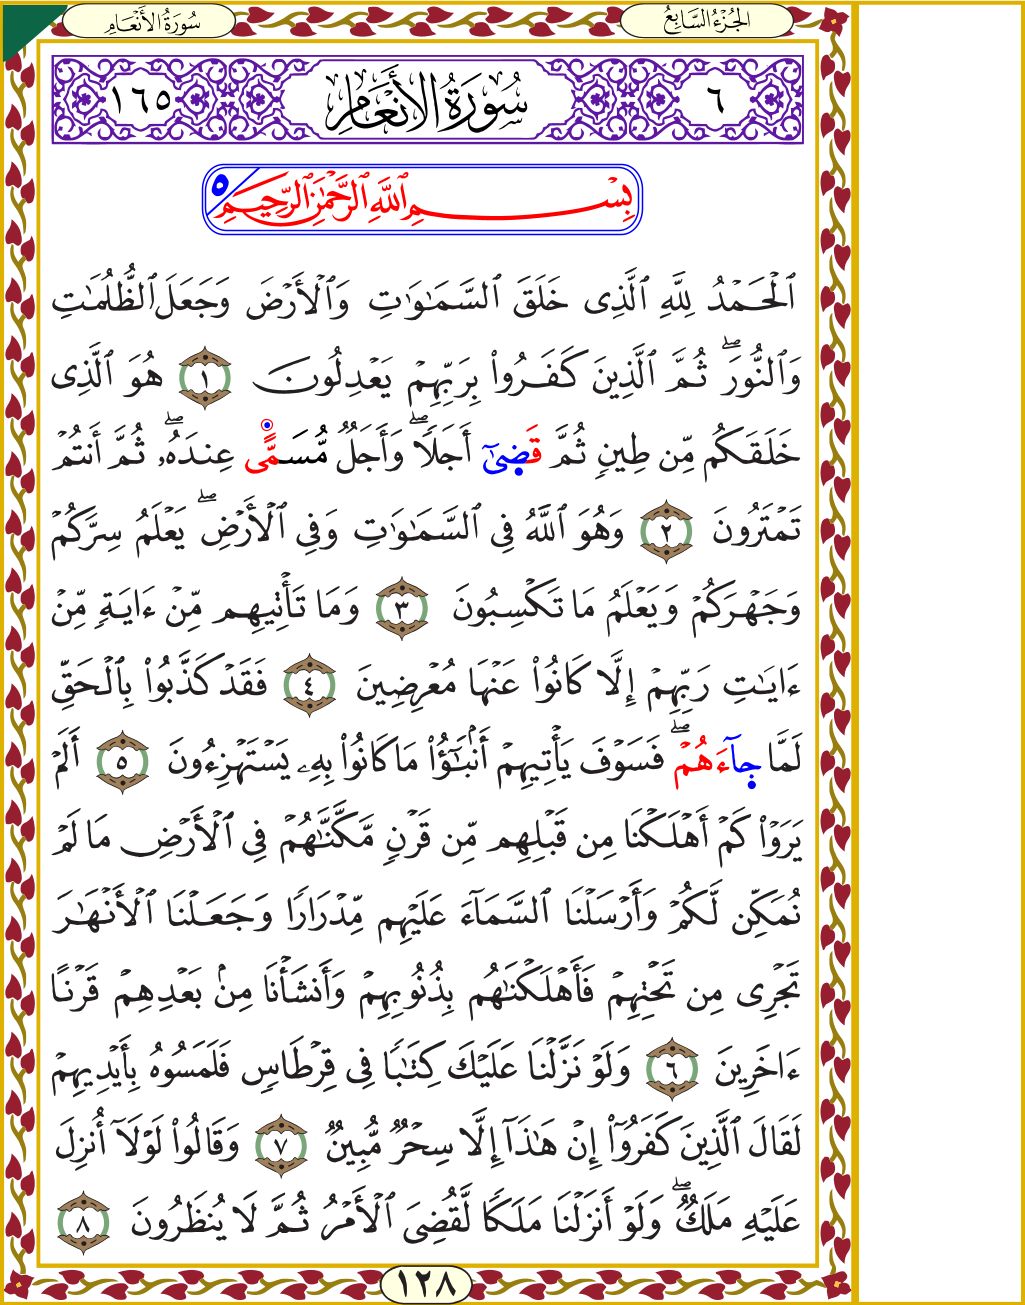 الجُزْءُ السَّابِعُ
سُورَةُ الأَنْعَامِ
٦
سُورَةُ الأَنْعَامِ
١٦٥
بِسْمِ ٱللَّهِ ٱلرَّحْمَٰنِ ٱلرَّحِيمِ
٥
ٱلْحَمْدُ لِلَّهِ ٱلَّذِى خَلَقَ ٱلسَّمَٰوَٰتِ وَٱلْأَرْضَ وَجَعَلَ ٱلظُّلُمَٰتِ
وَٱلنُّورَ ۖ ثُمَّ ٱلَّذِينَ كَفَرُوا۟ بِرَبِّهِمْ يَعْدِلُونَ ١ هُوَ ٱلَّذِى
خَلَقَكُم مِّن طِينٍ ثُمَّ قَضَىٰٓ أَجَلًا ۖ وَأَجَلٌ مُّسَمًّى عِندَهُۥ ۖ ثُمَّ أَنتُمْ
تَمْتَرُونَ ٢ وَهُوَ ٱللَّهُ فِى ٱلسَّمَٰوَٰتِ وَفِى ٱلْأَرْضِ ۖ يَعْلَمُ سِرَّكُمْ
وَجَهْرَكُمْ وَيَعْلَمُ مَا تَكْسِبُونَ ٣ وَمَا تَأْتِيهِم مِّنْ ءَايَةٍ مِّنْ
ءَايَٰتِ رَبِّهِمْ إِلَّا كَانُوا۟ عَنْهَا مُعْرِضِينَ ٤ فَقَدْ كَذَّبُوا۟ بِٱلْحَقِّ
لَمَّا جَآءَهُمْ ۖ فَسَوْفَ يَأْتِيهِمْ أَنۢبَٰٓؤُا۟ مَا كَانُوا۟ بِهِۦ يَسْتَهْزِءُونَ ٥ أَلَمْ
يَرَوْا۟ كَمْ أَهْلَكْنَا مِن قَبْلِهِم مِّن قَرْنٍ مَّكَّنَّٰهُمْ فِى ٱلْأَرْضِ مَا لَمْ
نُمَكِّن لَّكُمْ وَأَرْسَلْنَا ٱلسَّمَآءَ عَلَيْهِم مِّدْرَارًا وَجَعَلْنَا ٱلْأَنْهَٰرَ
تَجْرِى مِن تَحْتِهِمْ فَأَهْلَكْنَٰهُم بِذُنُوبِهِمْ وَأَنشَأْنَا مِنۢ بَعْدِهِمْ قَرْنًا
ءَاخَرِينَ ٦ وَلَوْ نَزَّلْنَا عَلَيْكَ كِتَٰبًا فِى قِرْطَاسٍ فَلَمَسُوهُ بِأَيْدِيهِمْ
لَقَالَ ٱلَّذِينَ كَفَرُوٓا۟ إِنْ هَٰذَآ إِلَّا سِحْرٌ مُّبِينٌ ٧ وَقَالُوا۟ لَوْلَآ أُنزِلَ
عَلَيْهِ مَلَكٌ ۖ وَلَوْ أَنزَلْنَا مَلَكًا لَّقُضِىَ ٱلْأَمْرُ ثُمَّ لَا يُنظَرُونَ ٨
١٢٨